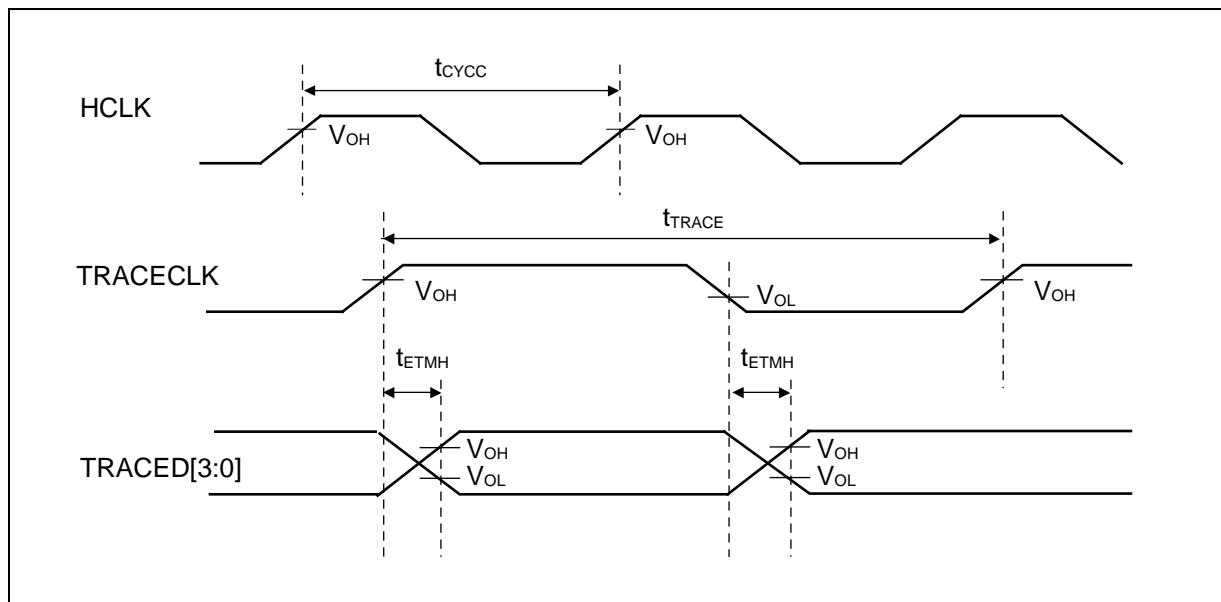 tCYCC
HCLK
VOH
VOH
tTRACE
TRACECLK
VOH
VOL
VOH
tETMH
tETMH
TRACED[3:0]
VOH
VOH
VOL
VOL